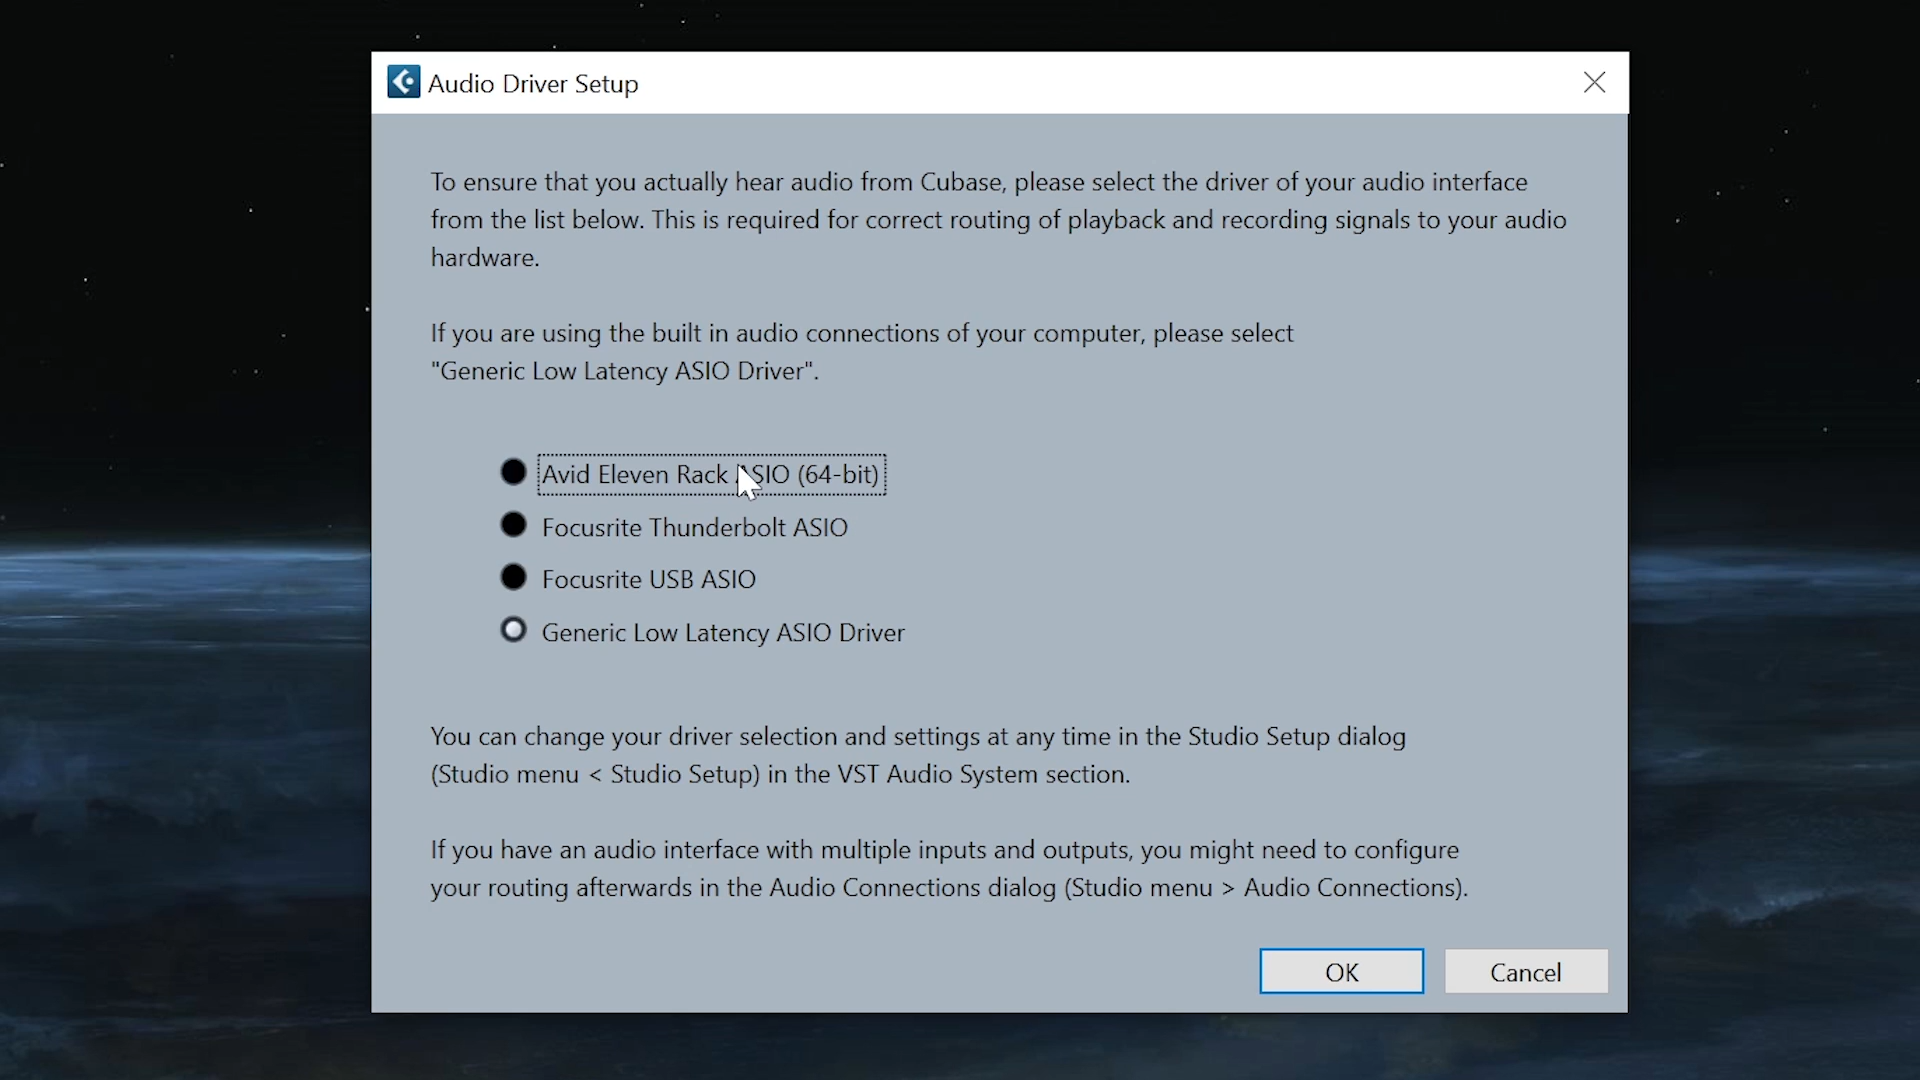 Audio Driver Setup
To ensure that you actually hear audio from Cubase, please select the driver of your audio interface
from the list below. This is required for correct routing of playback and recording signals to your audio
hardware.
If you are using the built in audio connections of your computer, please select
"Generic Low Latency ASIO Driver".
Avid Eleven Rack ASIO (64-bit)
Focusrite Thunderbolt ASIO
Focusrite USB ASIO
Generic Low Latency ASIO Driver
You can change your driver selection and settings at any time in the Studio Setup dialog
(Studio menu < Studio Setup) in the VST Audio System section.
If you have an audio interface with multiple inputs and outputs, you might need to configure
your routing afterwards in the Audio Connections dialog (Studio menu > Audio Connections).
OK Cancel